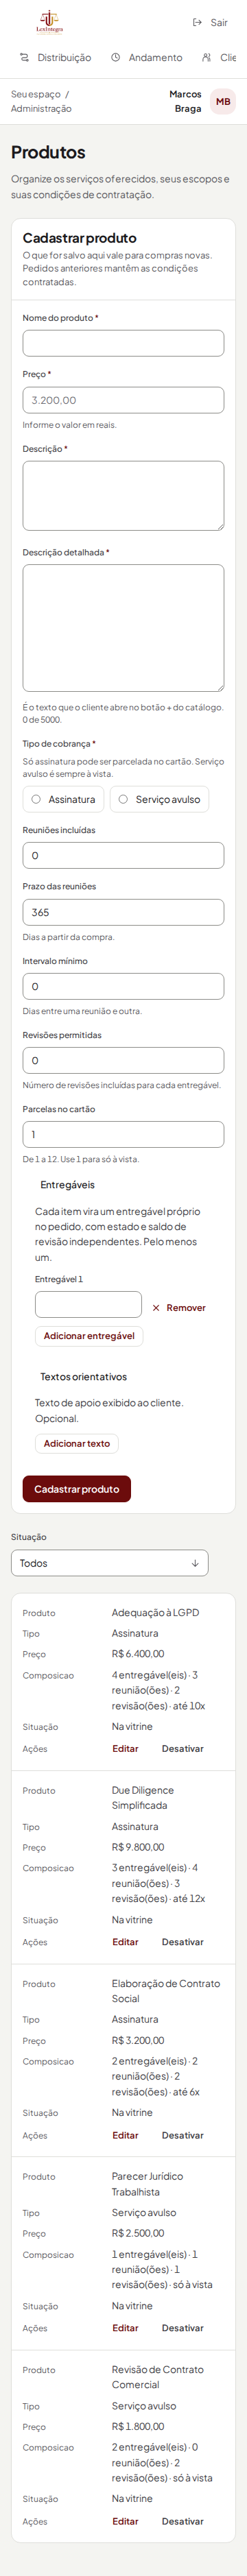 LexInteg
Sair
Distribuição
Andamento
Clie
Seu espaço /
Administração
Marcos
Braga
MB
Produtos
Organize os serviços oferecidos, seus escopos e
suas condições de contratação.
Cadastrar produto
O que for salvo aqui vale para compras novas.
Pedidos anteriores mantêm as condições
contratadas.
Nome do produto *
Preço *
3.200,00
Informe o valor em reais.
Descrição *
Descrição detalhada *
É o texto que o cliente abre no botão + do catálogo.
0 de 5000.
Tipo de cobrança *
Só assinatura pode ser parcelada no cartão. Serviço
avulso é sempre à vista.
Assinatura
Serviço avulso
Reuniões incluídas
0
Prazo das reuniões
365
Dias a partir da compra.
Intervalo mínimo
0
Dias entre uma reunião e outra.
Revisões permitidas
0
Número de revisões incluídas para cada entregável.
Parcelas no cartão
1
De 1 a 12. Use 1 para só à vista.
Entregáveis
Cada item vira um entregável próprio
no pedido, com estado e saldo de
revisão independentes. Pelo menos
um.
Entregável 1
Remover
Adicionar entregável
Textos orientativos
Texto de apoio exibido ao cliente.
Opcional.
Adicionar texto
Cadastrar produto
Situação
Todos
Produto
Adequação à LGPD
Tipo
Assinatura
Preço
R$ 6.400,00
Composicao
4 entregável(eis) · 3
reunião(ões) · 2
revisão(ões) · até 10x
Situação
Na vitrine
Ações
Editar
Desativar
Produto
Due Diligence
Simplificada
Tipo
Assinatura
Preço
R$ 9.800,00
Composicao
3 entregável(eis) · 4
reunião(ões) · 3
revisão(ões) · até 12x
Situação
Na vitrine
Ações
Editar
Desativar
Produto
Elaboração de Contrato
Social
Tipo
Assinatura
Preço
R$ 3.200,00
Composicao
2 entregável(eis) · 2
reunião(ões) · 2
revisão(ões) · até 6x
Situação
Na vitrine
Ações
Editar
Desativar
Produto
Parecer Jurídico
Trabalhista
Tipo
Serviço avulso
Preço
R$ 2.500,00
Composicao
1 entregável(eis) · 1
reunião(ões) · 1
revisão(ões) · só à vista
Situação
Na vitrine
Ações
Editar
Desativar
Produto
Revisão de Contrato
Comercial
Tipo
Serviço avulso
Preço
R$ 1.800,00
Composicao
2 entregável(eis) · 0
reunião(ões) · 2
revisão(ões) · só à vista
Situação
Na vitrine
Ações
Editar
Desativar